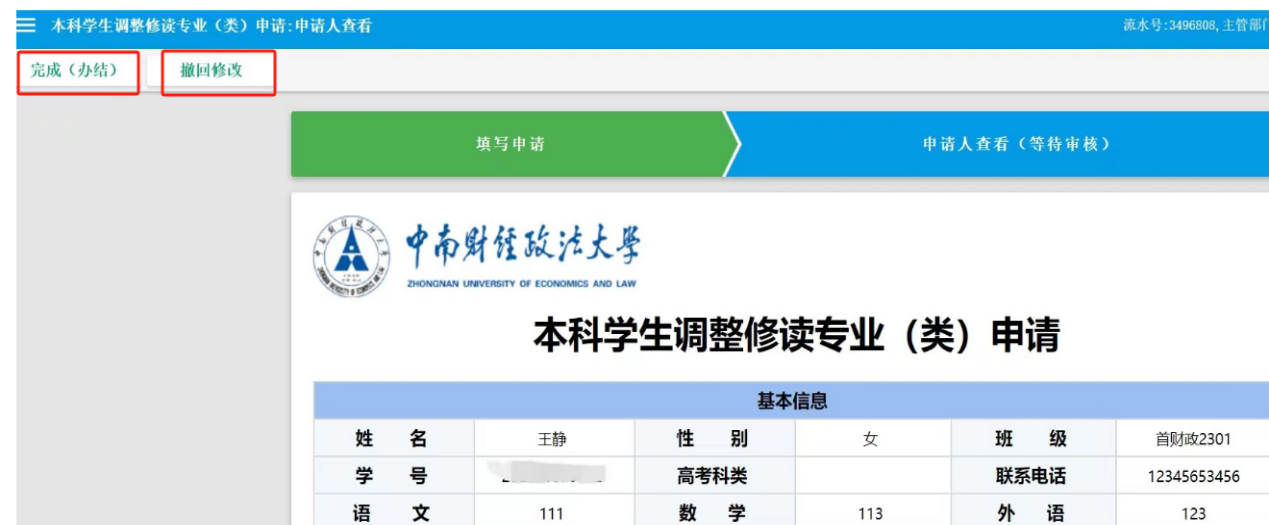 本科学生调整修读专业（类）申请:申请人查看 流水号:3496808, 主管部门
完成（办结） 撤回修改
填写申请 申请人查看（等待审核）
中南财经政法大学
ZHONGNAN UNIVERSITY OF ECONOMICS AND LAW
本科学生调整修读专业（类）申请
基本信息
姓 名 王静 性 别 女 班 级 首财政2301
学 号 高考科类 联系电话 12345653456
语 文 111 数 学 113 外 语 123